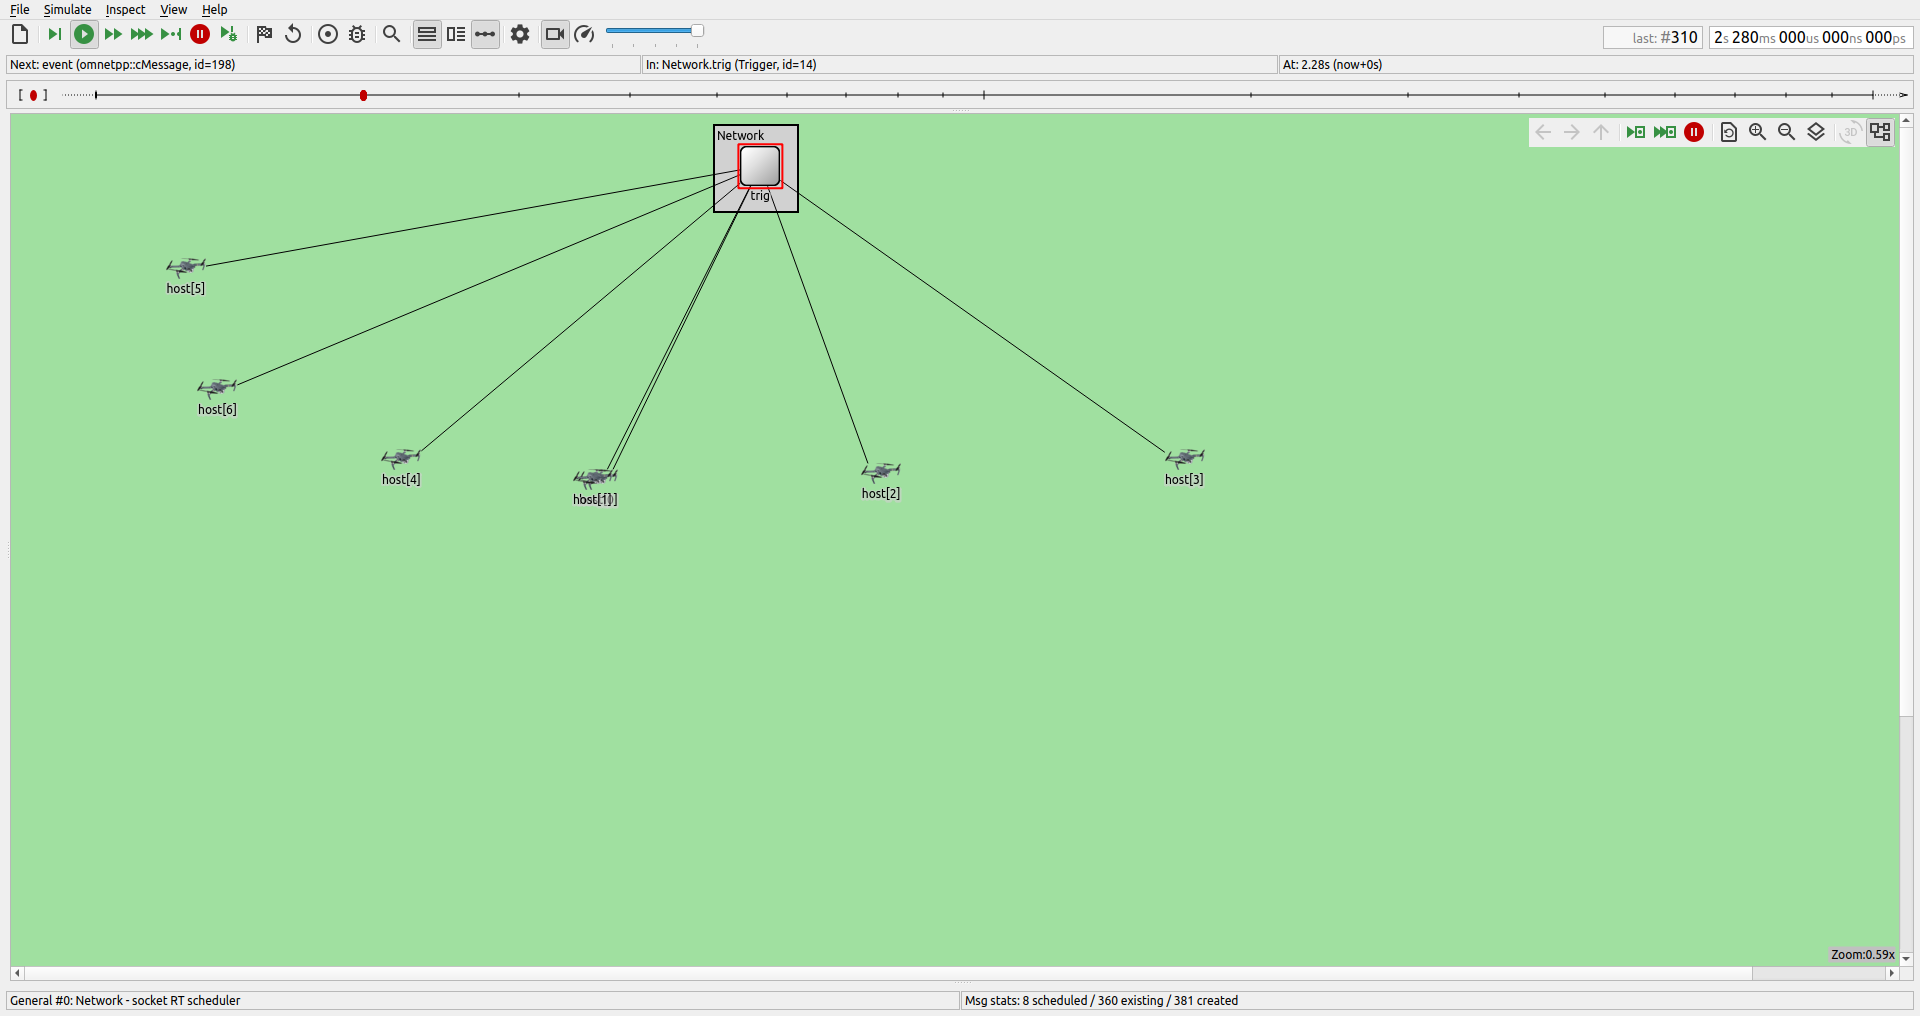 File Simulate Inspect View Help
last: #310 2s 280ms 000us 000ns 000ps
Next: event (omnetpp::cMessage, id=198) In: Network.trig (Trigger, id=14) At: 2.28s (now+0s)
Network
3D
trig
host[5]
host[6]
host[4]
host[3]
host[2]
host[1]
Zoom:0.59x
General #0: Network - socket RT scheduler Msg stats: 8 scheduled / 360 existing / 381 created